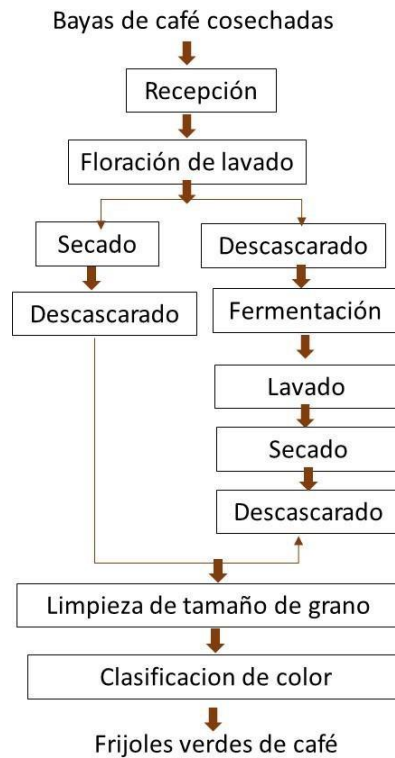 Bayas de café cosechadas
Recepción
Floración de lavado
Secado
Descascarado
Descascarado
Fermentación
Lavado
Secado
Descascarado
Limpieza de tamaño de grano
Clasificacion de color
Frijoles verdes de café